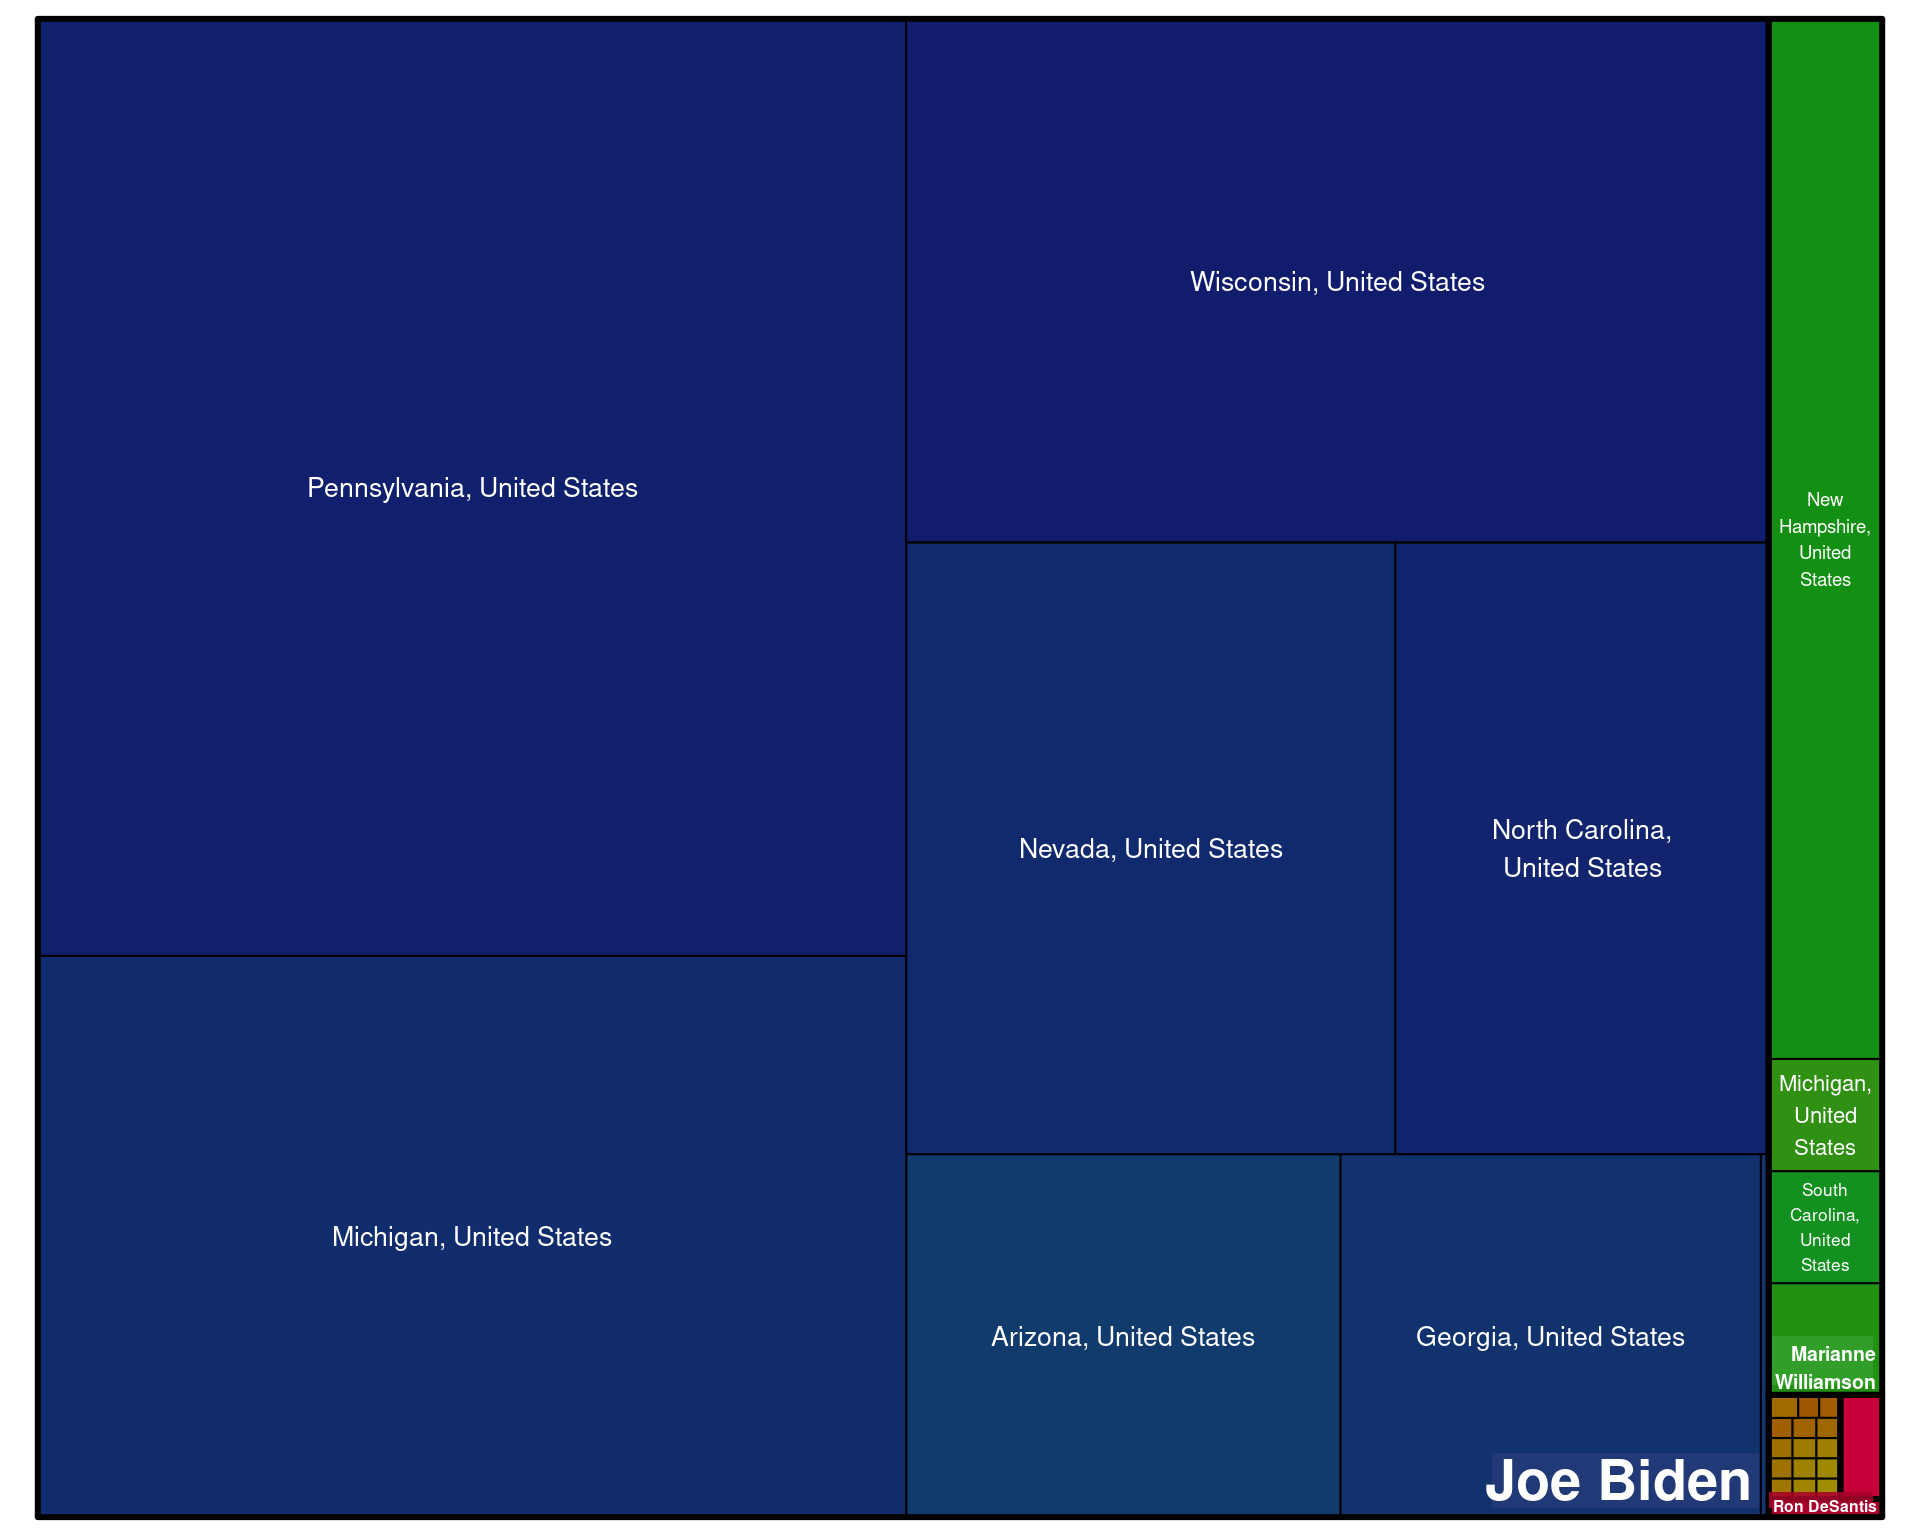 Pennsylvania, United States
Michigan, United States
Wisconsin, United States
Nevada, United States
North Carolina,
United States
Arizona, United States
Georgia, United States
Joe Biden
New
Hampshire,
United
States
Michigan,
United
States
South
Carolina,
United
States
Marianne
Williamson
Ron DeSantis